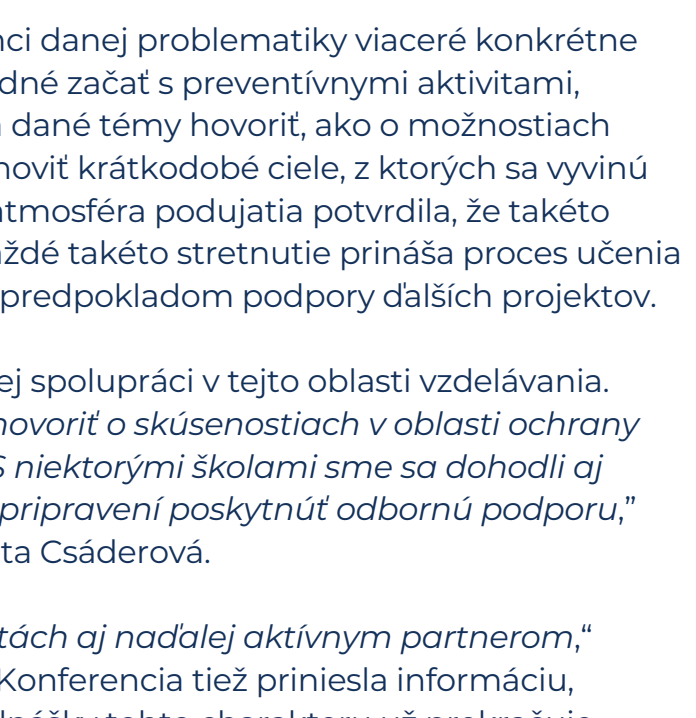 nci danej problematiky viaceré konkrétne
dné začať s preventívnymi aktivitami,
dané témy hovoriť, ako o možnostiach
noviť krátkodobé ciele, z ktorých sa vyvinú
atmosféra podujatia potvrdila, že takéto
aždé takéto stretnutie prináša proces učenia
predpokladom podpory ďalších projektov.
ej spolupráci v tejto oblasti vzdelávania.
hovoriť o skúsenostiach v oblasti ochrany
S niektorými školami sme sa dohodli aj
pripravení poskytnúť odbornú podporu,”
ta Csáderová.
tách aj naďalej aktívnym partnerom,“
Konferencia tiež priniesla informáciu,